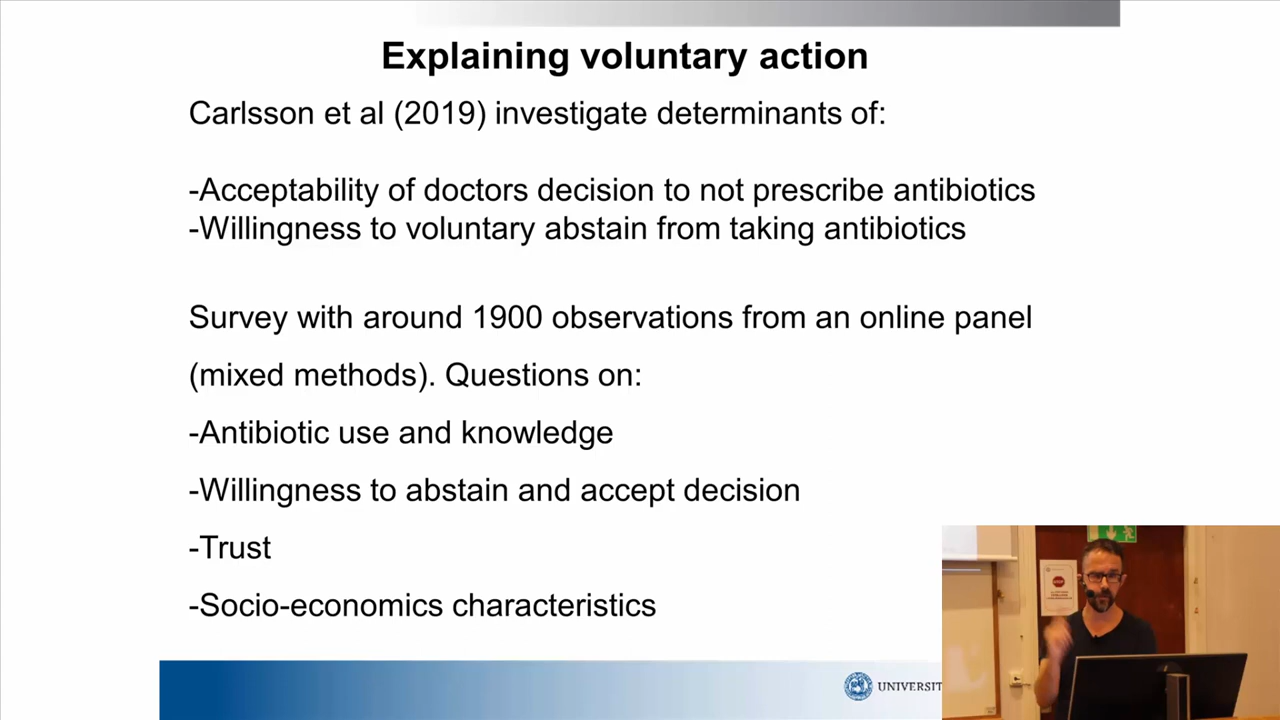 Explaining voluntary action
Carlsson et al (2019) investigate determinants of:
-Acceptability of doctors decision to not prescribe antibiotics
-Willingness to voluntary abstain from taking antibiotics
Survey with around 1900 observations from an online panel
(mixed methods). Questions on:
-Antibiotic use and knowledge
-Willingness to abstain and accept decision
-Trust
-Socio-economics characteristics